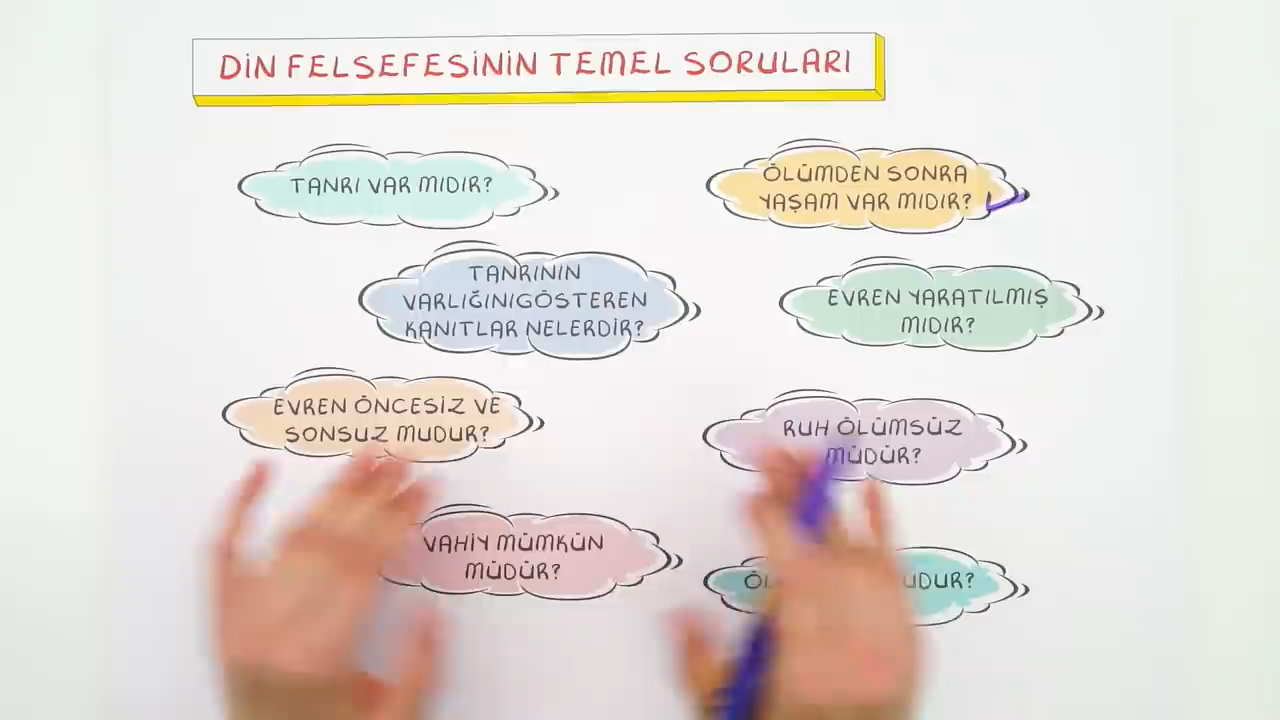 DİN FELSEFESİNİN TEMEL SORULARI
TANRI VAR MIDIR?
ÖLÜMDEN SONRA
YAŞAM VAR MIDIR?
TANRININ
VARLIĞINIGÖSTEREN
KANITLAR NELERDİR?
EVREN YARATILMIŞ
MIDIR?
EVREN ÖNCESİZ VE
SONSUZ MUDUR?
RUH ÖLÜMSÜZ
MÜDÜR?
VAHİY MÜMKÜN
MÜDÜR?